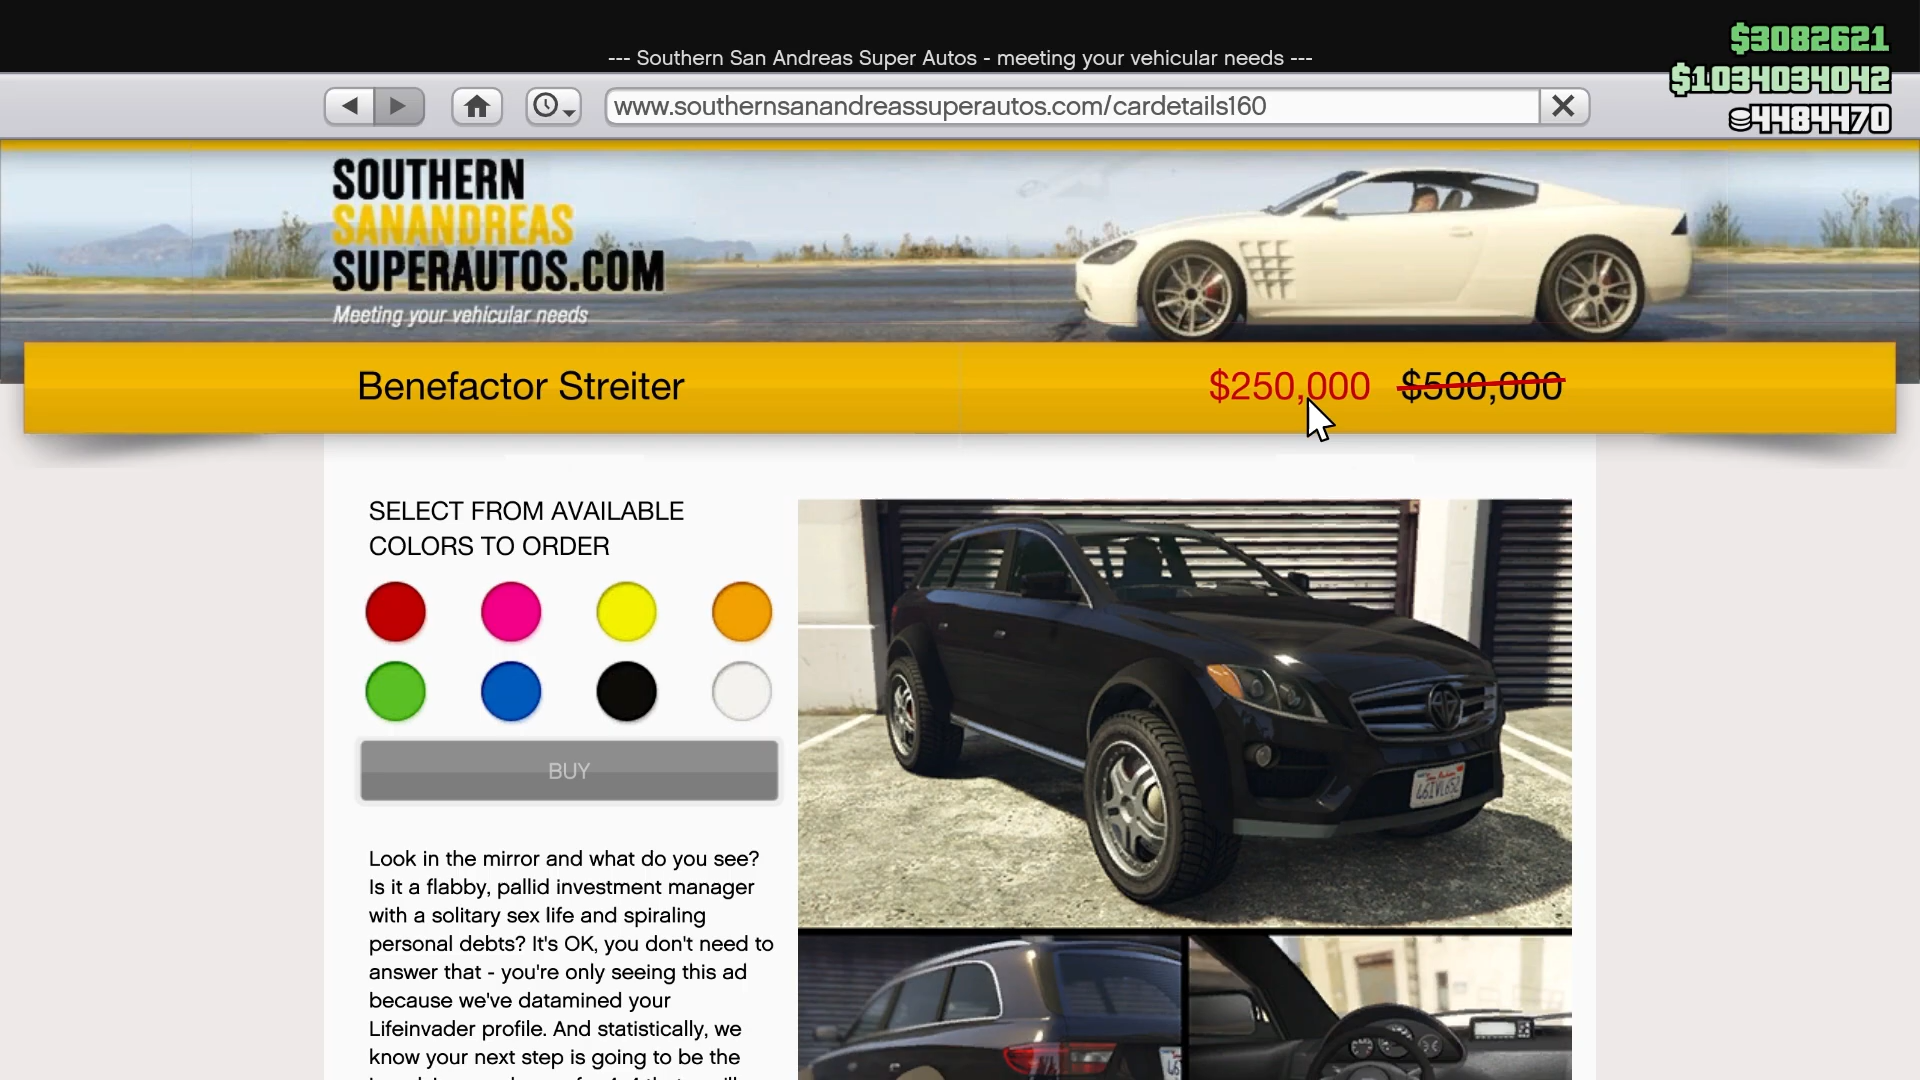 --- Southern San Andreas Super Autos - meeting your vehicular needs ---
$3082621
$1034034042
4484470
www.southernsanandreassuperautos.com/cardetails160
SOUTHERN
SANANDREAS
SUPERAUTOS.COM
Meeting your vehicular needs
Benefactor Streiter
$250,000 $500,000
SELECT FROM AVAILABLE
COLORS TO ORDER
BUY
Look in the mirror and what do you see?
Is it a flabby, pallid investment manager
with a solitary sex life and spiraling
personal debts? It's OK, you don't need to
answer that - you're only seeing this ad
because we've datamined your
Lifeinvader profile. And statistically, we
know your next step is going to be the
46IVL652